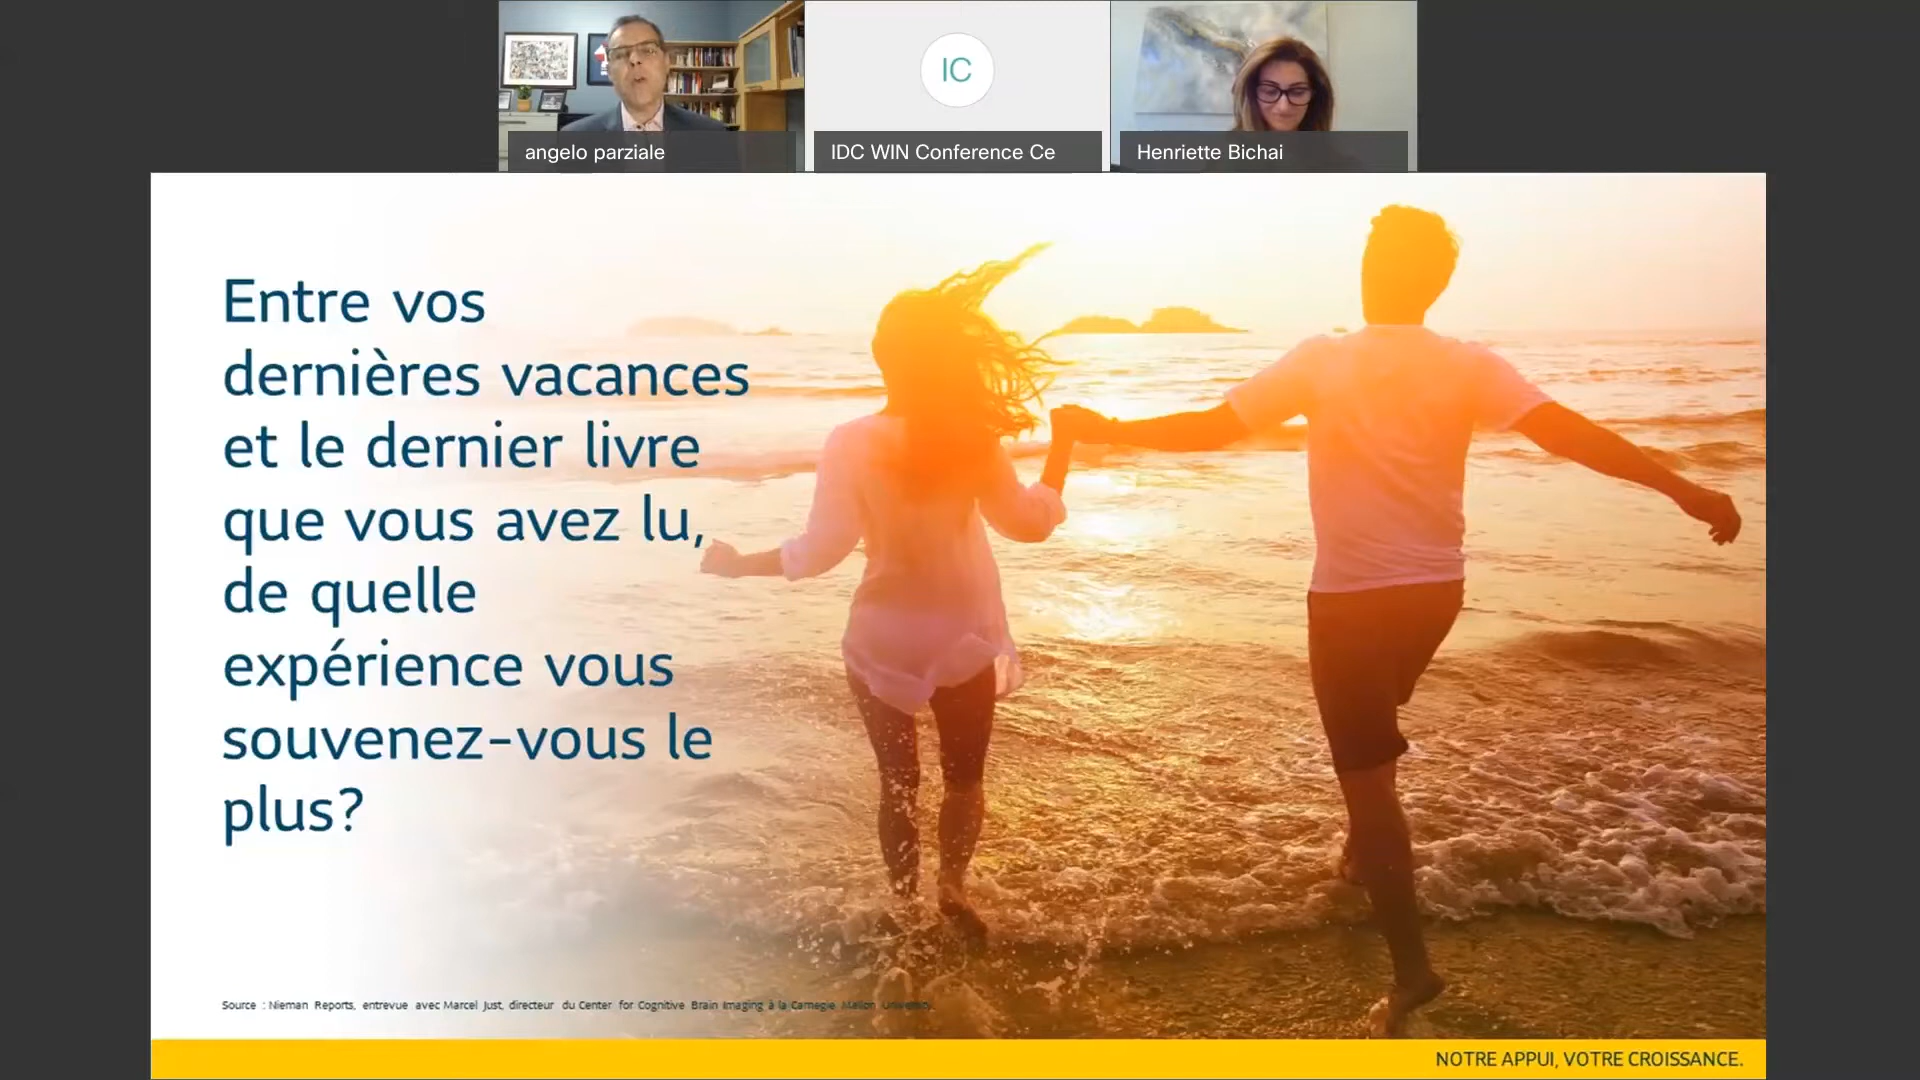 IC
angelo parziale
IDC WIN Conference Ce
Henriette Bichai
Entre vos
dernières vacances
et le dernier livre
que vous avez lu,
de quelle
expérience vous
souvenez-vous le
plus?
Source : Nieman Reports, entrevue avec Marcel Just, directeur du Center for Cognitive Brain Imaging à la Carnegie Mellon University.
NOTRE APPUI, VOTRE CROISSANCE.